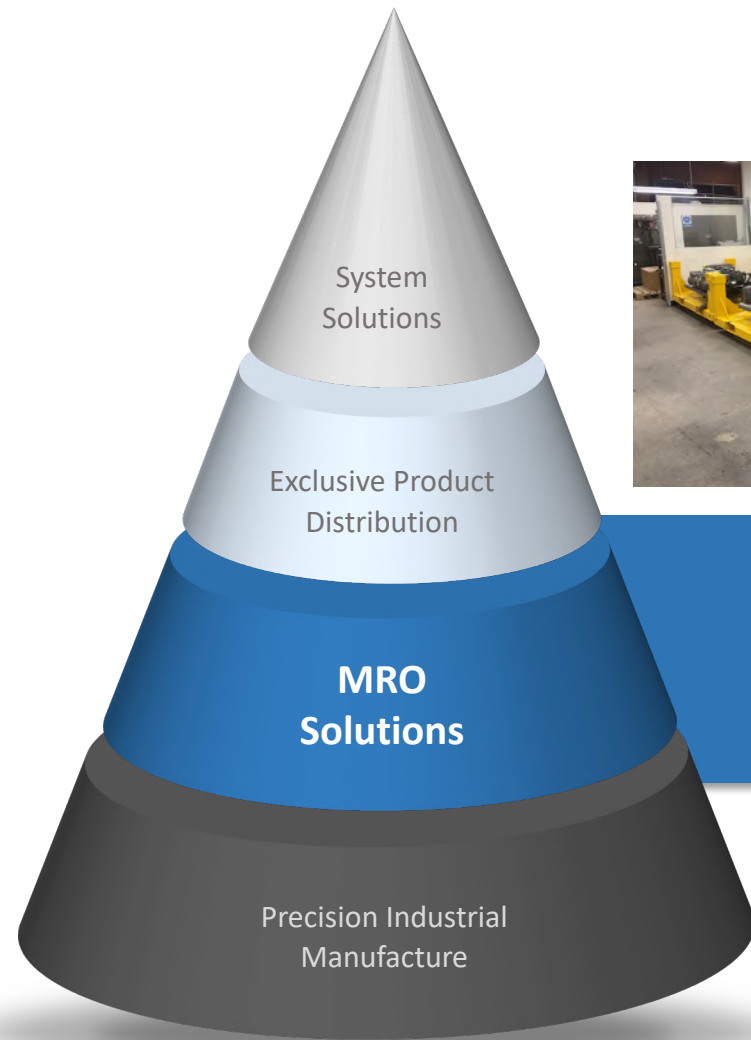 System
Solutions
Exclusive Product
Distribution
MRO
Solutions
Precision Industrial
Manufacture